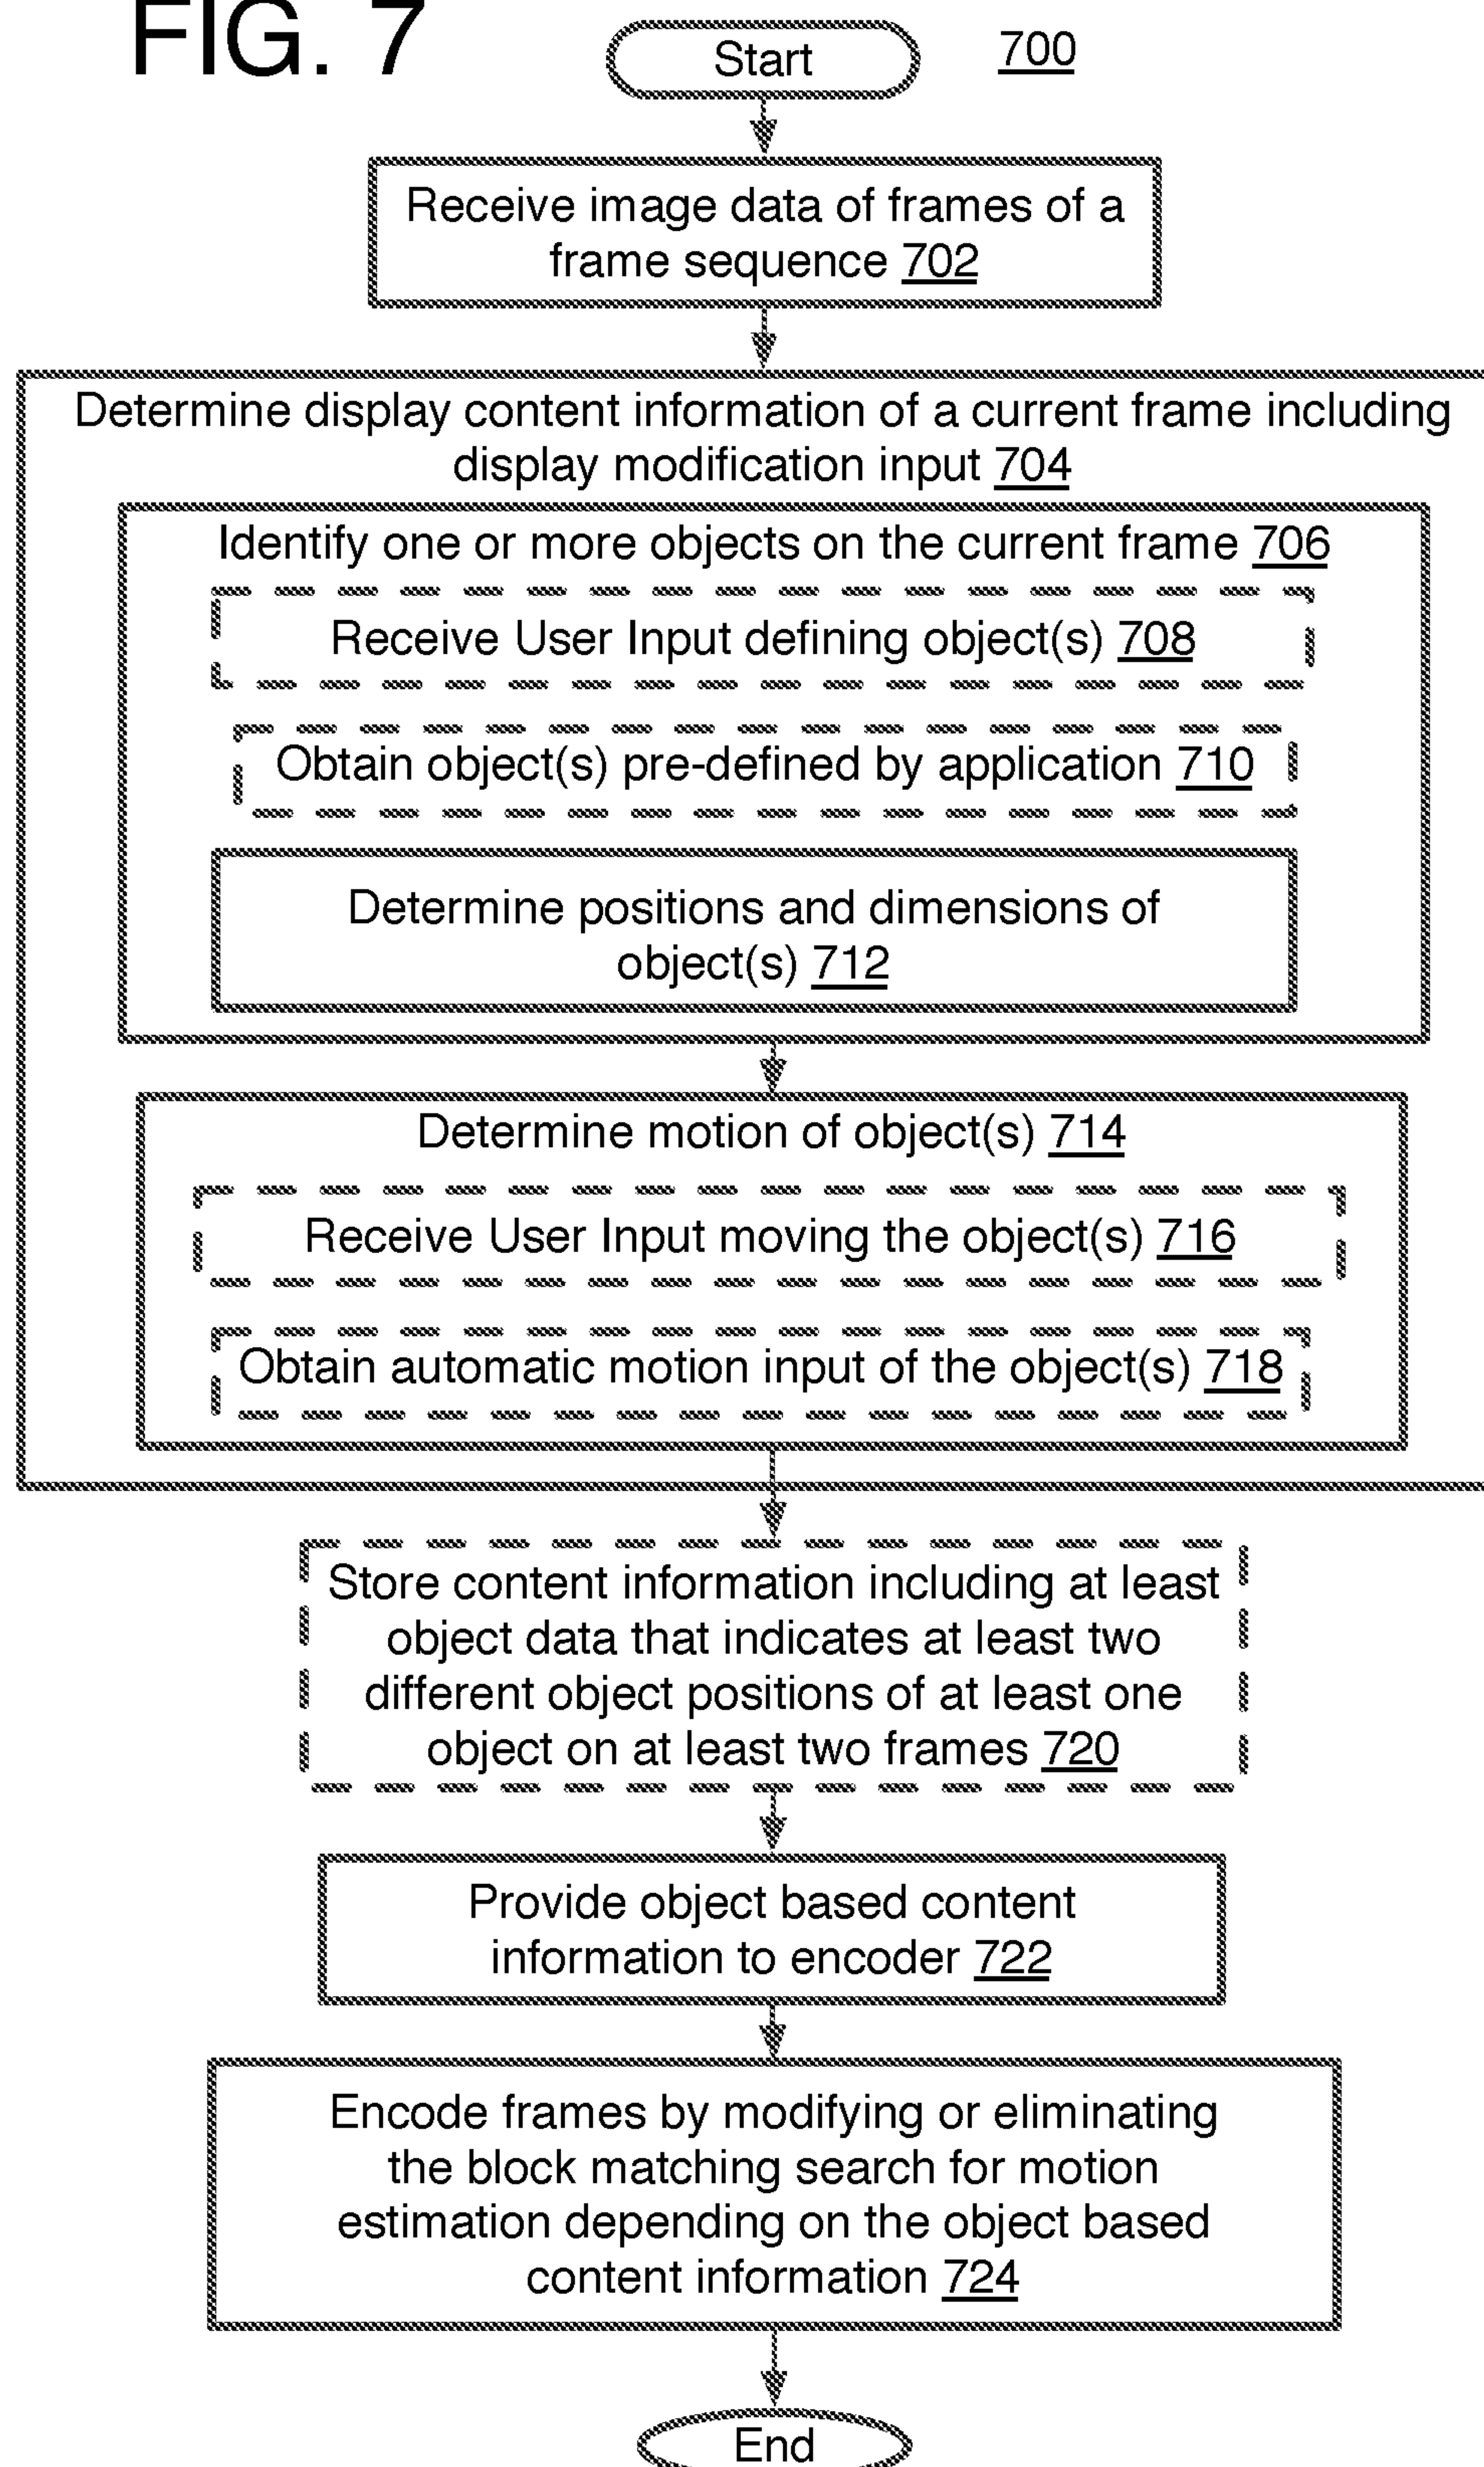 FIG. 7
Start
700
Receive image data of frames of a
frame sequence 702
Determine display content information of a current frame including
display modification input 704
Identify one or more objects on the current frame 706
Receive User Input defining object(s) 708
Obtain object(s) pre-defined by application 710
Determine positions and dimensions of
object(s) 712
Determine motion of object(s) 714
Receive User Input moving the object(s) 716
Obtain automatic motion input of the object(s) 718
Store content information including at least
object data that indicates at least two
different object positions of at least one
object on at least two frames 720
Provide object based content
information to encoder 722
Encode frames by modifying or eliminating
the block matching search for motion
estimation depending on the object based
content information 724
End